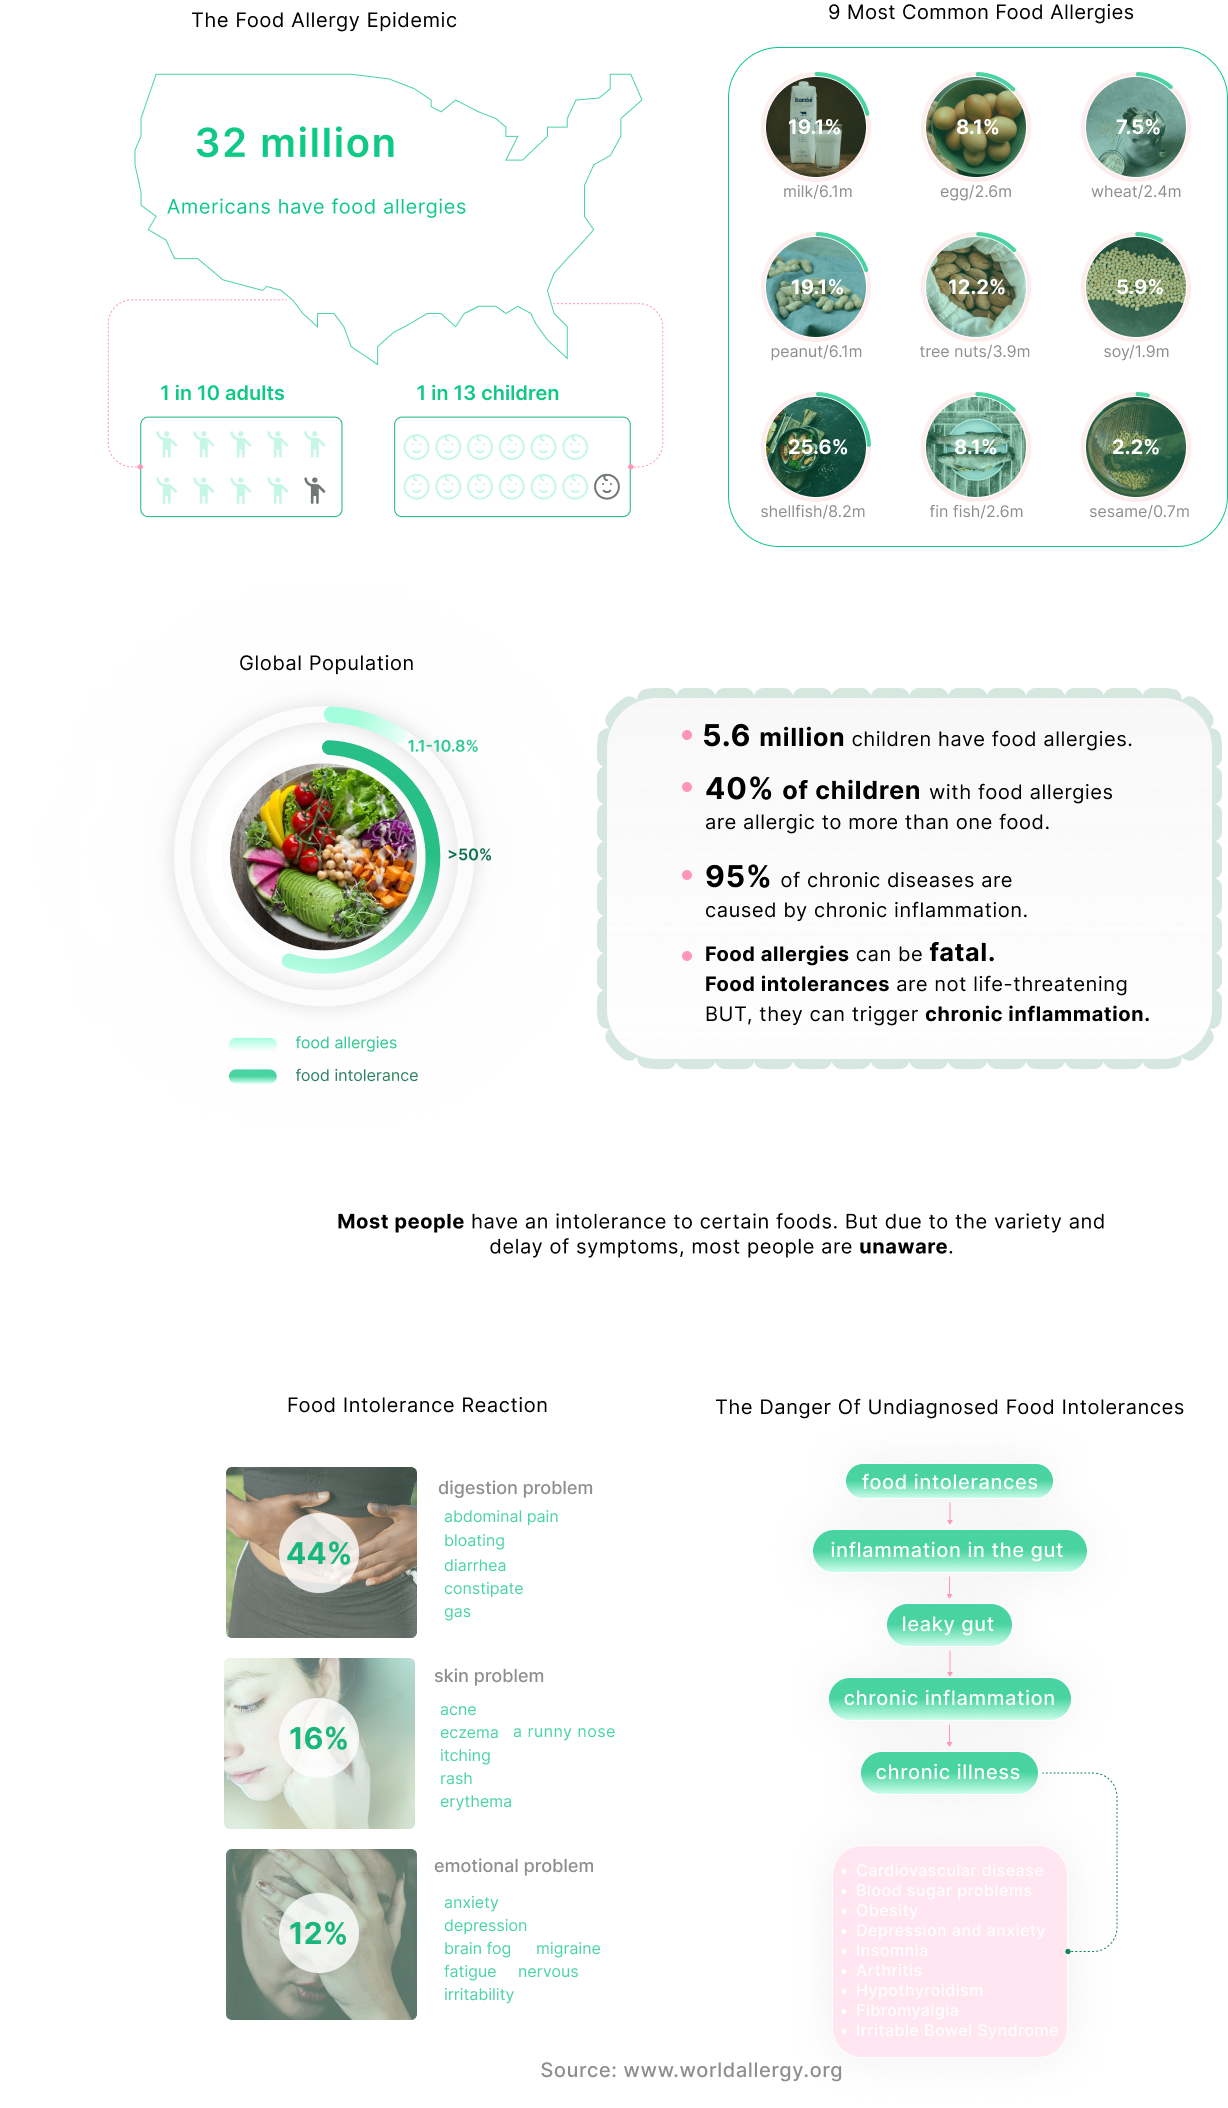 The Food Allergy Epidemic
32 million
Americans have food allergies
1 in 10 adults
1 in 13 children
9 Most Common Food Allergies
19.1%
milk/6.1m
8.1%
egg/2.6m
7.5%
wheat/2.4m
19.1%
peanut/6.1m
12.2%
tree nuts/3.9m
5.9%
soy/1.9m
25.6%
shellfish/8.2m
8.1%
fin fish/2.6m
2.2%
sesame/0.7m
Global Population
1.1-10.8%
>50%
food allergies
food intolerance
5.6 million children have food allergies.
40% of children with food allergies
are allergic to more than one food.
95% of chronic diseases are
caused by chronic inflammation.
Food allergies can be fatal.
Food intolerances are not life-threatening
BUT, they can trigger chronic inflammation.
Most people have an intolerance to certain foods. But due to the variety and
delay of symptoms, most people are unaware.
Food Intolerance Reaction
44%
digestion problem
abdominal pain
bloating
diarrhea
constipate
gas
16%
skin problem
acne
eczema a runny nose
itching
rash
erythema
12%
emotional problem
anxiety
depression
brain fog migraine
fatigue nervous
irritability
The Danger Of Undiagnosed Food Intolerances
food intolerances
inflammation in the gut
leaky gut
chronic inflammation
chronic illness
• Cardiovascular disease
• Blood sugar problems
• Obesity
• Depression and anxiety
• Insomnia
• Arthritis
• Hypothyroidism
• Fibromyalgia
• Irritable Bowel Syndrome
Source: www.worldallergy.org